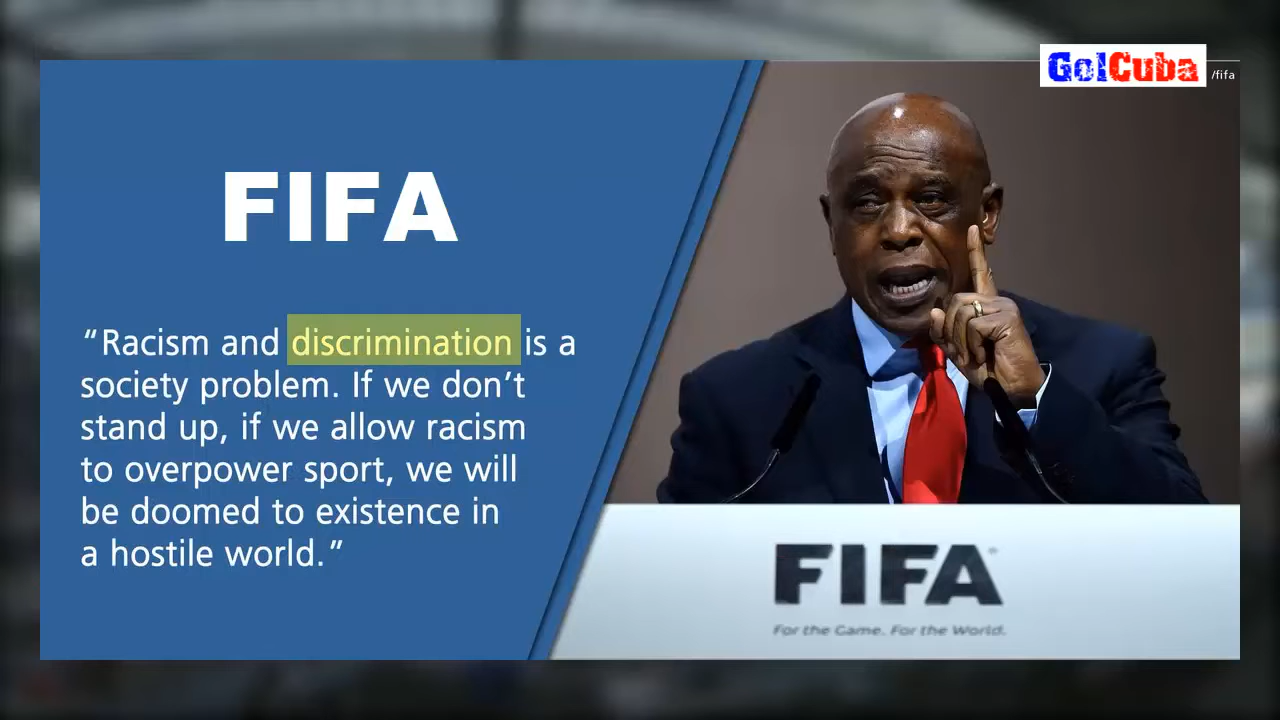 GolCuba
/fifa
FIFA
“Racism and discrimination is a
society problem. If we don’t
stand up, if we allow racism
to overpower sport, we will
be doomed to existence in
a hostile world.”
FIFA®
For the Game. For the World.